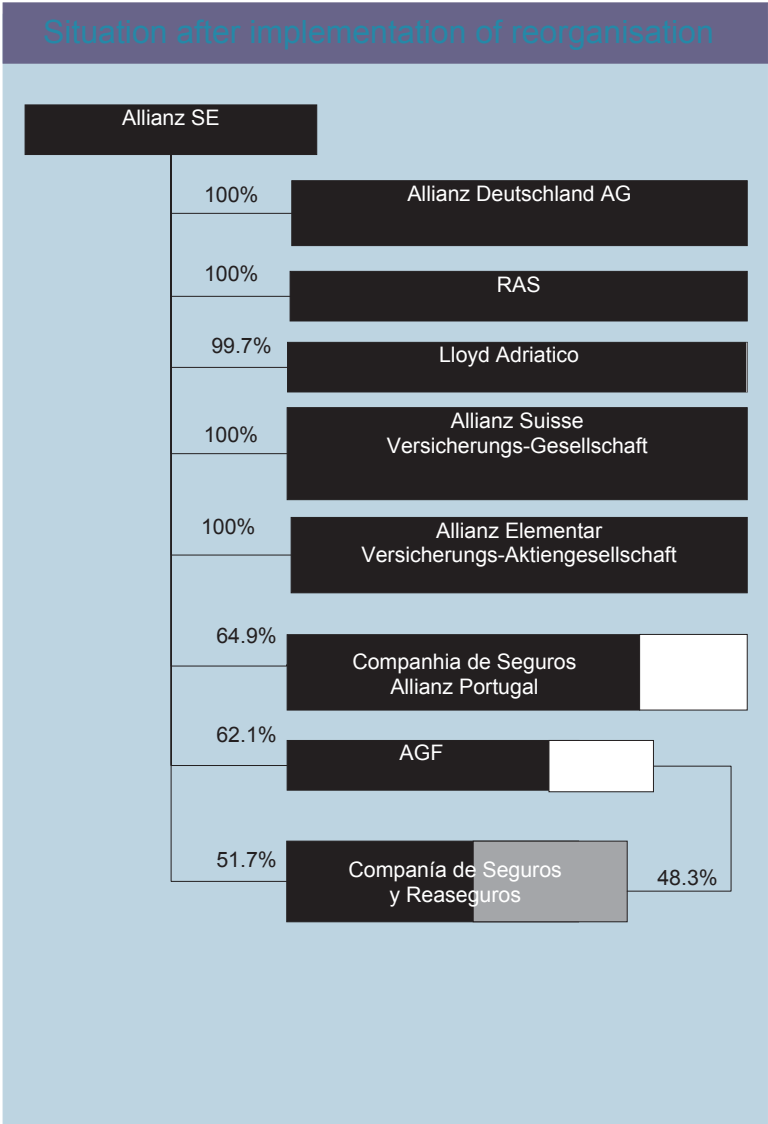 Situation after implementation of reorganisation
Allianz SE
100%
Allianz Deutschland AG
100%
RAS
99.7%
Lloyd Adriatico
100%
Allianz Suisse
Versicherungs-Gesellschaft
100%
Allianz Elementar
Versicherungs-Aktiengesellschaft
64.9%
Companhia de Seguros
Allianz Portugal
62.1%
AGF
51.7%
Compañía de Seguros
y Reaseguros
48.3%